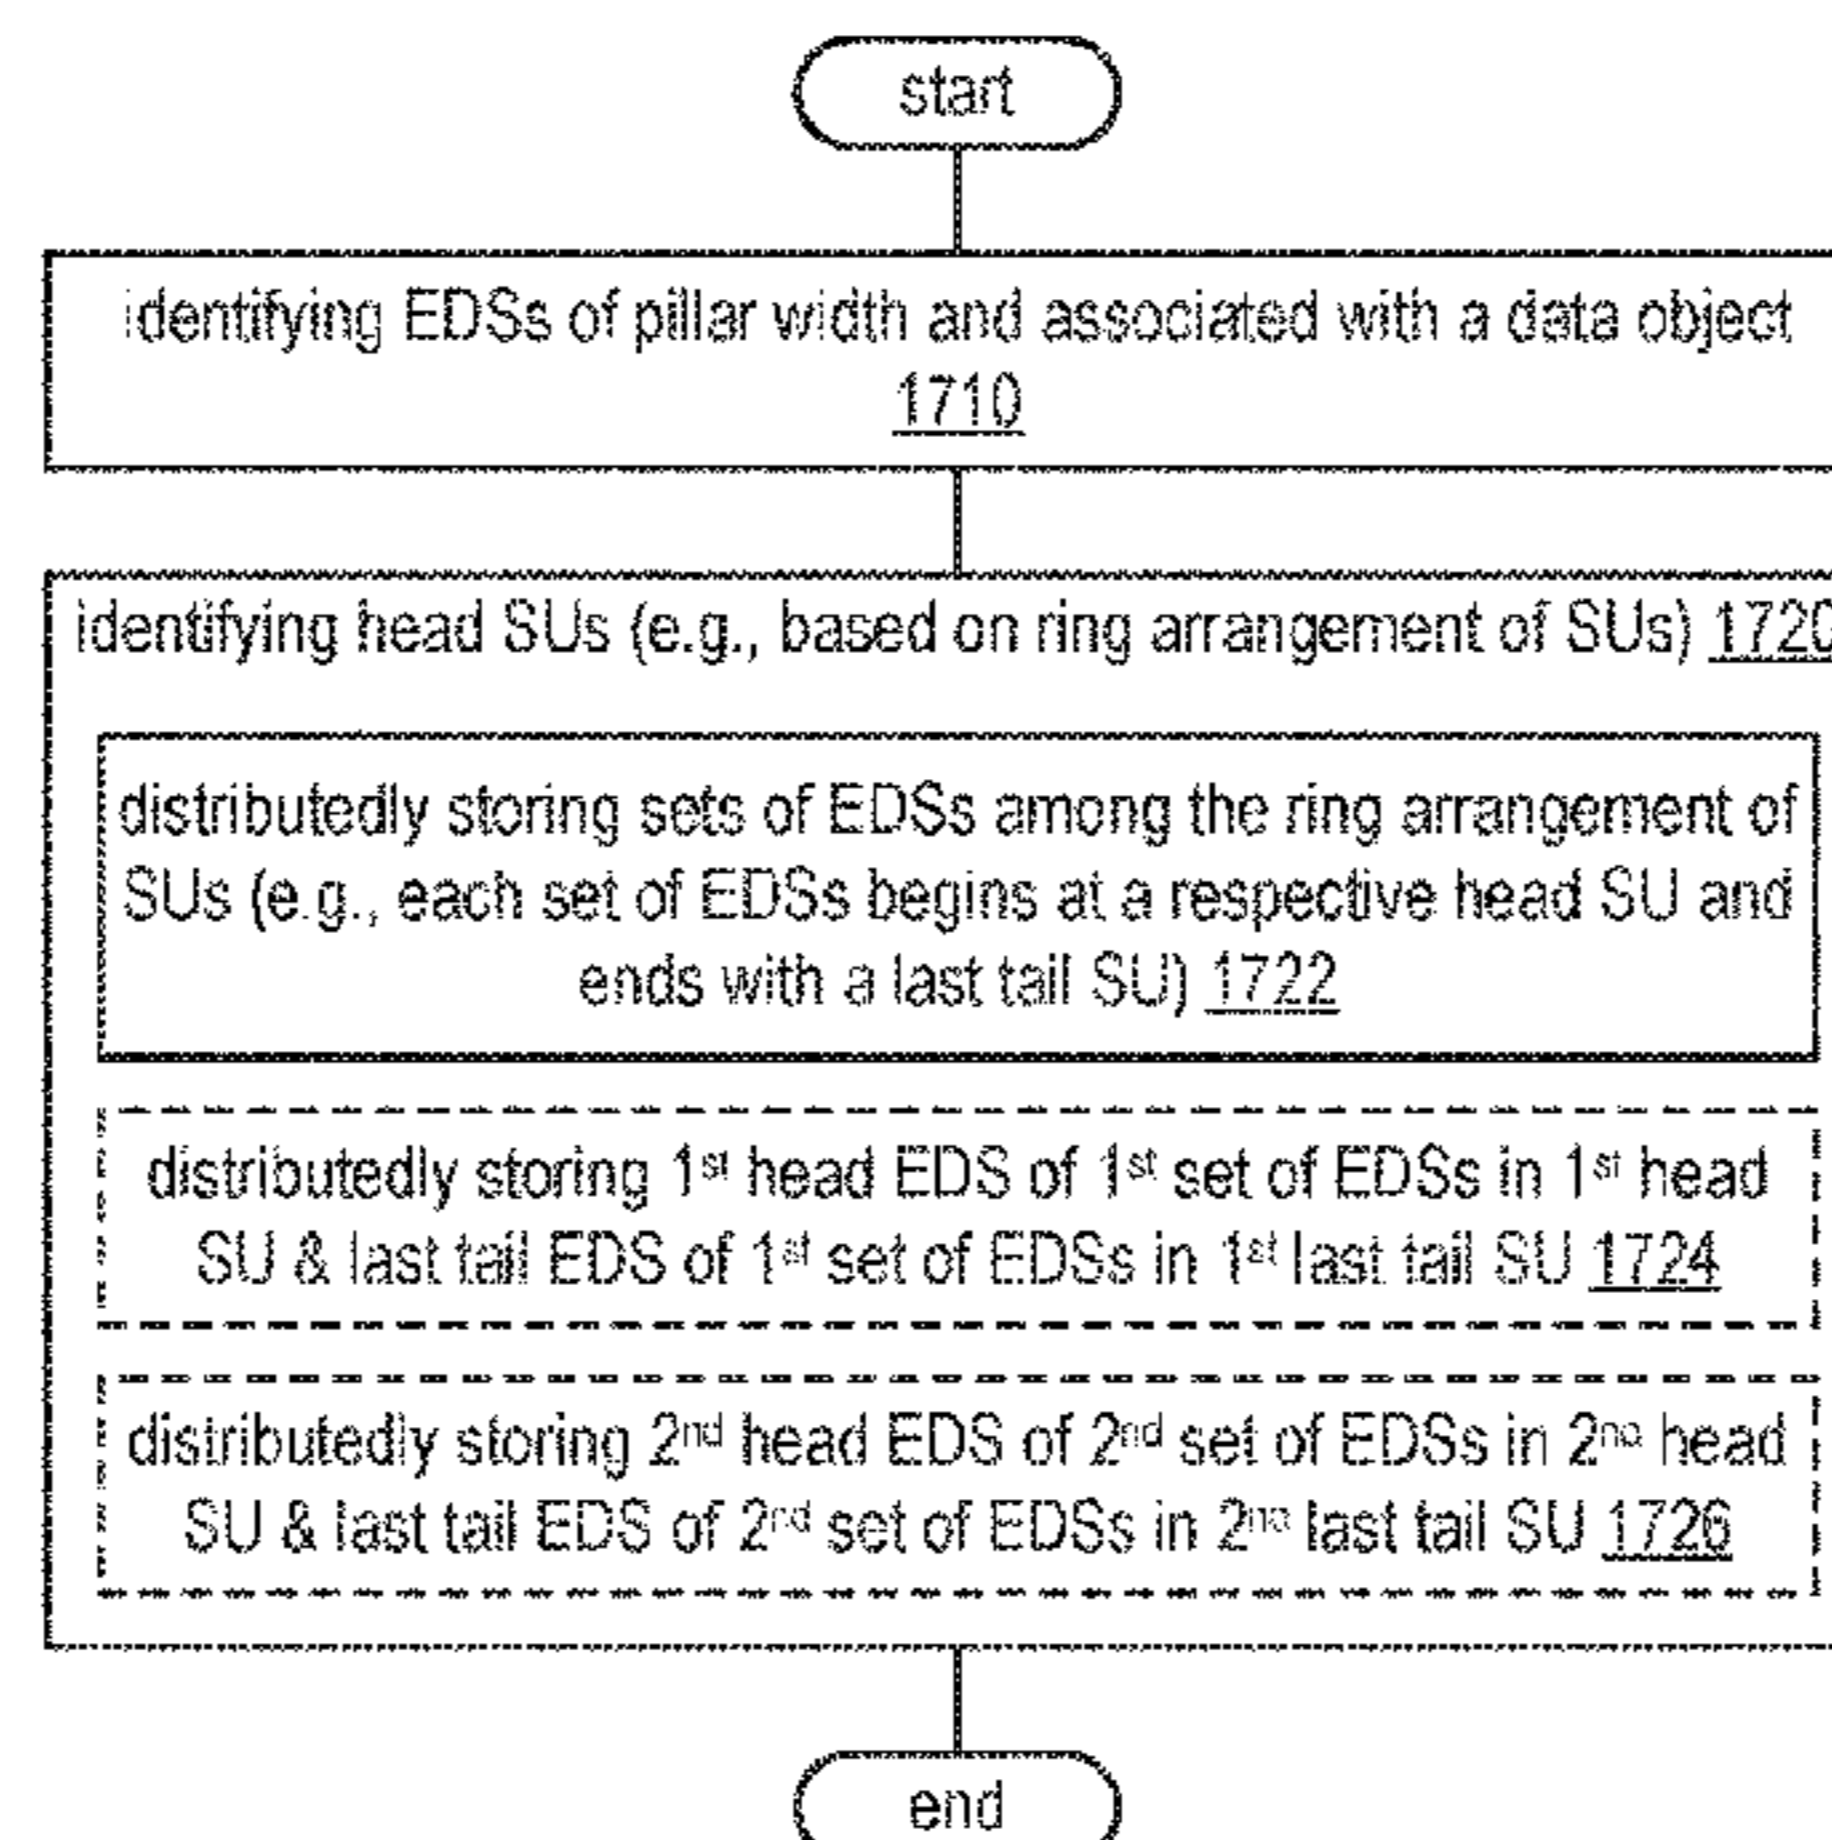 start
identifying EDSs of pillar width and associated with a data object
1710
identifying head SUs (e.g., based on ring arrangement of SUs) 1720
distributedly storing sets of EDSs among the ring arrangement of
SUs (e.g., each set of EDSs begins at a respective head SU and
ends with a last tail SU) 1722
distributedly storing 1st head EDS of 1st set of EDSs in 1st head
SU & last tail EDS of 1st set of EDSs in 1st last tail SU 1724
distributedly storing 2nd head EDS of 2nd set of EDSs in 2nd head
SU & last tail EDS of 2nd set of EDSs in 2nd last tail SU 1726
end